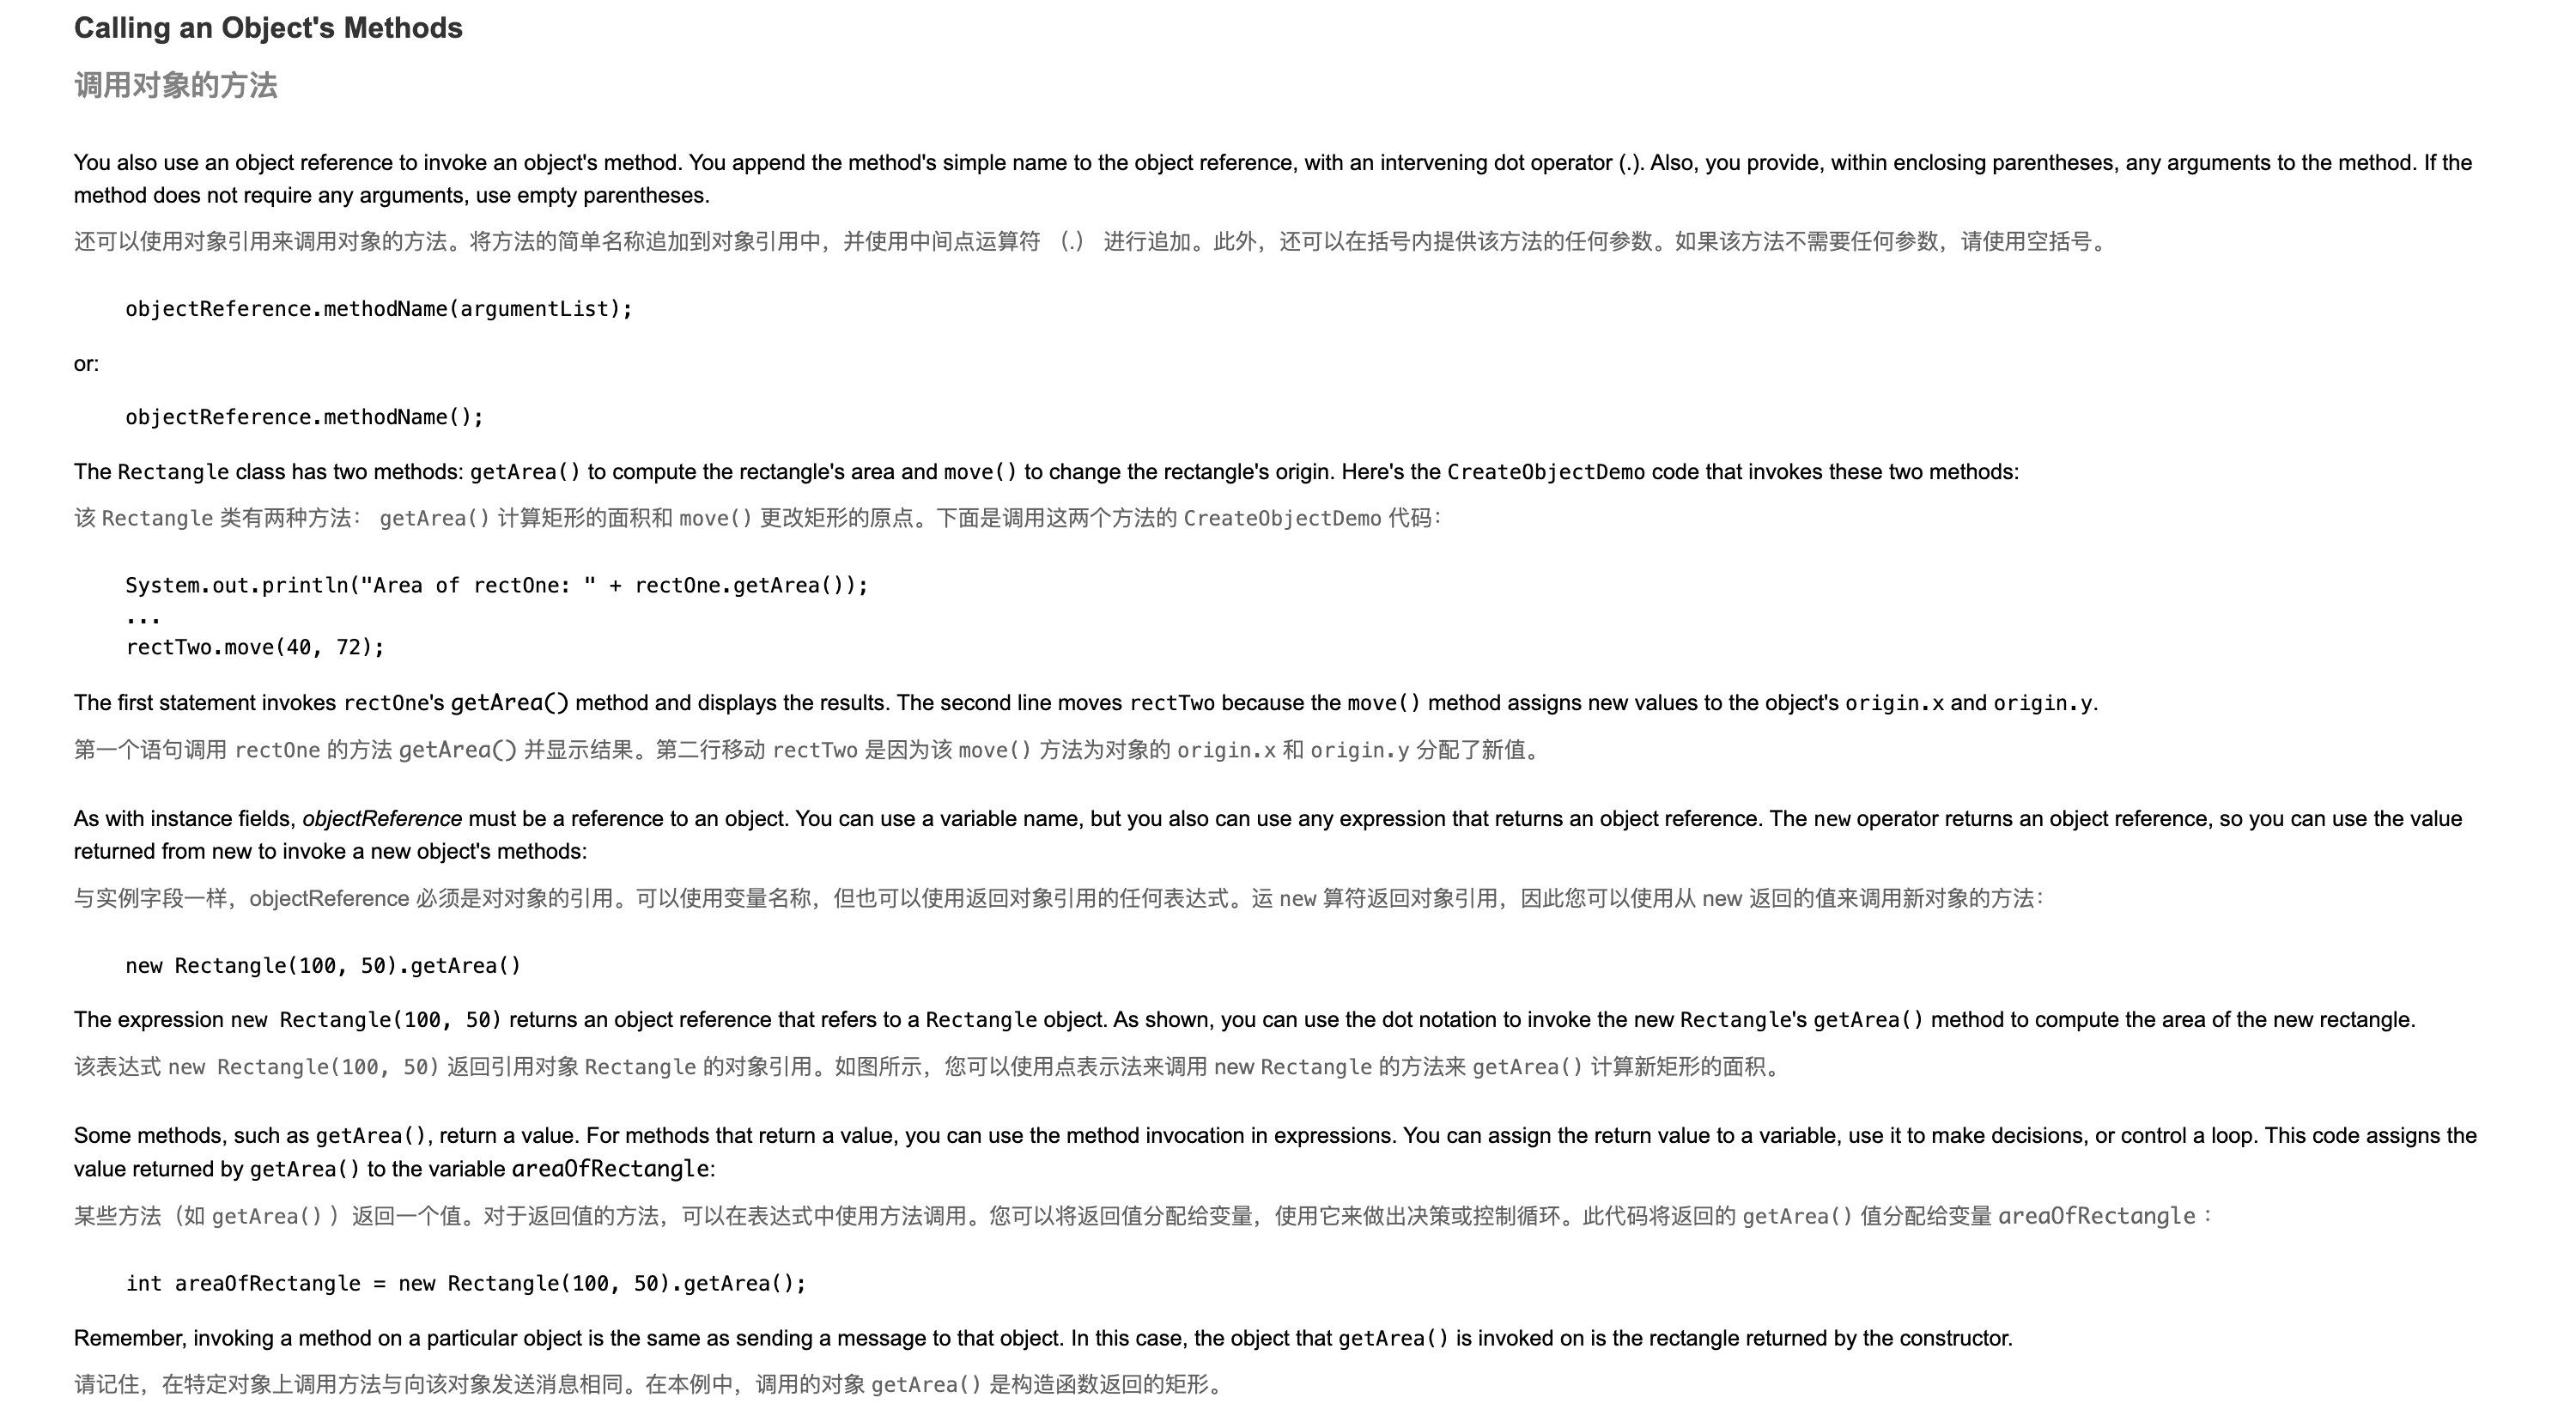 Calling an Object's Methods
调用对象的方法
You also use an object reference to invoke an object's method. You append the method's simple name to the object reference, with an intervening dot operator (.). Also, you provide, within enclosing parentheses, any arguments to the method. If the
method does not require any arguments, use empty parentheses.
还可以使用对象引用来调用对象的方法。将方法的简单名称追加到对象引用中，并使用中间点运算符 （.） 进行追加。此外，还可以在括号内提供该方法的任何参数。如果该方法不需要任何参数，请使用空括号。
objectReference.methodName(argumentList);
or:
objectReference.methodName();
The Rectangle class has two methods: getArea() to compute the rectangle's area and move() to change the rectangle's origin. Here's the CreateObjectDemo code that invokes these two methods:
该 Rectangle 类有两种方法： getArea() 计算矩形的面积和 move() 更改矩形的原点。下面是调用这两个方法的 CreateObjectDemo 代码：
System.out.println("Area of rectOne: " + rectOne.getArea());
...
rectTwo.move(40, 72);
The first statement invokes rectOne's getArea() method and displays the results. The second line moves rectTwo because the move() method assigns new values to the object's origin.x and origin.y.
第一个语句调用 rectOne 的方法 getArea() 并显示结果。第二行移动 rectTwo 是因为该 move() 方法为对象的 origin.x 和 origin.y 分配了新值。
As with instance fields, objectReference must be a reference to an object. You can use a variable name, but you also can use any expression that returns an object reference. The new operator returns an object reference, so you can use the value
returned from new to invoke a new object's methods:
与实例字段一样，objectReference 必须是对对象的引用。可以使用变量名称，但也可以使用返回对象引用的任何表达式。运 new 算符返回对象引用，因此您可以使用从 new 返回的值来调用新对象的方法：
new Rectangle(100, 50).getArea()
The expression new Rectangle(100, 50) returns an object reference that refers to a Rectangle object. As shown, you can use the dot notation to invoke the new Rectangle's getArea() method to compute the area of the new rectangle.
该表达式 new Rectangle(100, 50) 返回引用对象 Rectangle 的对象引用。如图所示，您可以使用点表示法来调用 new Rectangle 的方法来 getArea() 计算新矩形的面积。
Some methods, such as getArea(), return a value. For methods that return a value, you can use the method invocation in expressions. You can assign the return value to a variable, use it to make decisions, or control a loop. This code assigns the
value returned by getArea() to the variable areaOfRectangle:
某些方法（如 getArea() ）返回一个值。对于返回值的方法，可以在表达式中使用方法调用。您可以将返回值分配给变量，使用它来做出决策或控制循环。此代码将返回的 getArea() 值分配给变量 areaOfRectangle：
int areaOfRectangle = new Rectangle(100, 50).getArea();
Remember, invoking a method on a particular object is the same as sending a message to that object. In this case, the object that getArea() is invoked on is the rectangle returned by the constructor.
请记住，在特定对象上调用方法与向该对象发送消息相同。在本例中，调用的对象 getArea() 是构造函数返回的矩形。